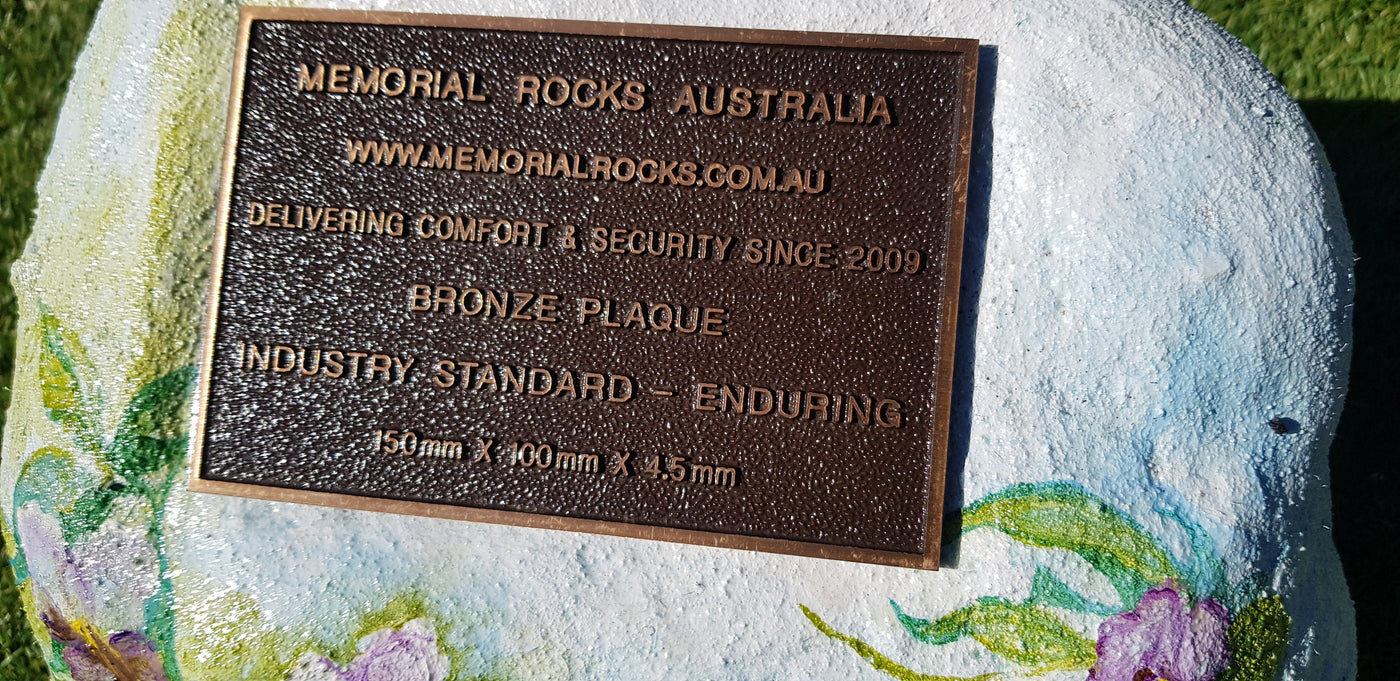 MEMORIAL ROCKS AUSTRALIA
WWW.MEMORIALROCKS.COM.AU
DELIVERING COMFORT & SECURITY SINCE 2009
BRONZE PLAQUE
INDUSTRY STANDARD - ENDURING
150mm X 100mm X 4.5mm